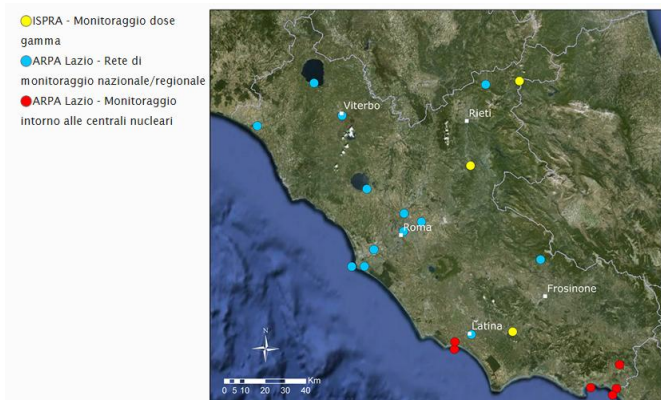 ISPRA - Monitoraggio dose
gamma
ARPA Lazio - Rete di
monitoraggio nazionale/regionale
ARPA Lazio - Monitoraggio
intorno alle centrali nucleari
Viterbo
Rieti
Roma
Frosinone
Latina
N
Km
0 5 10 20 30 40